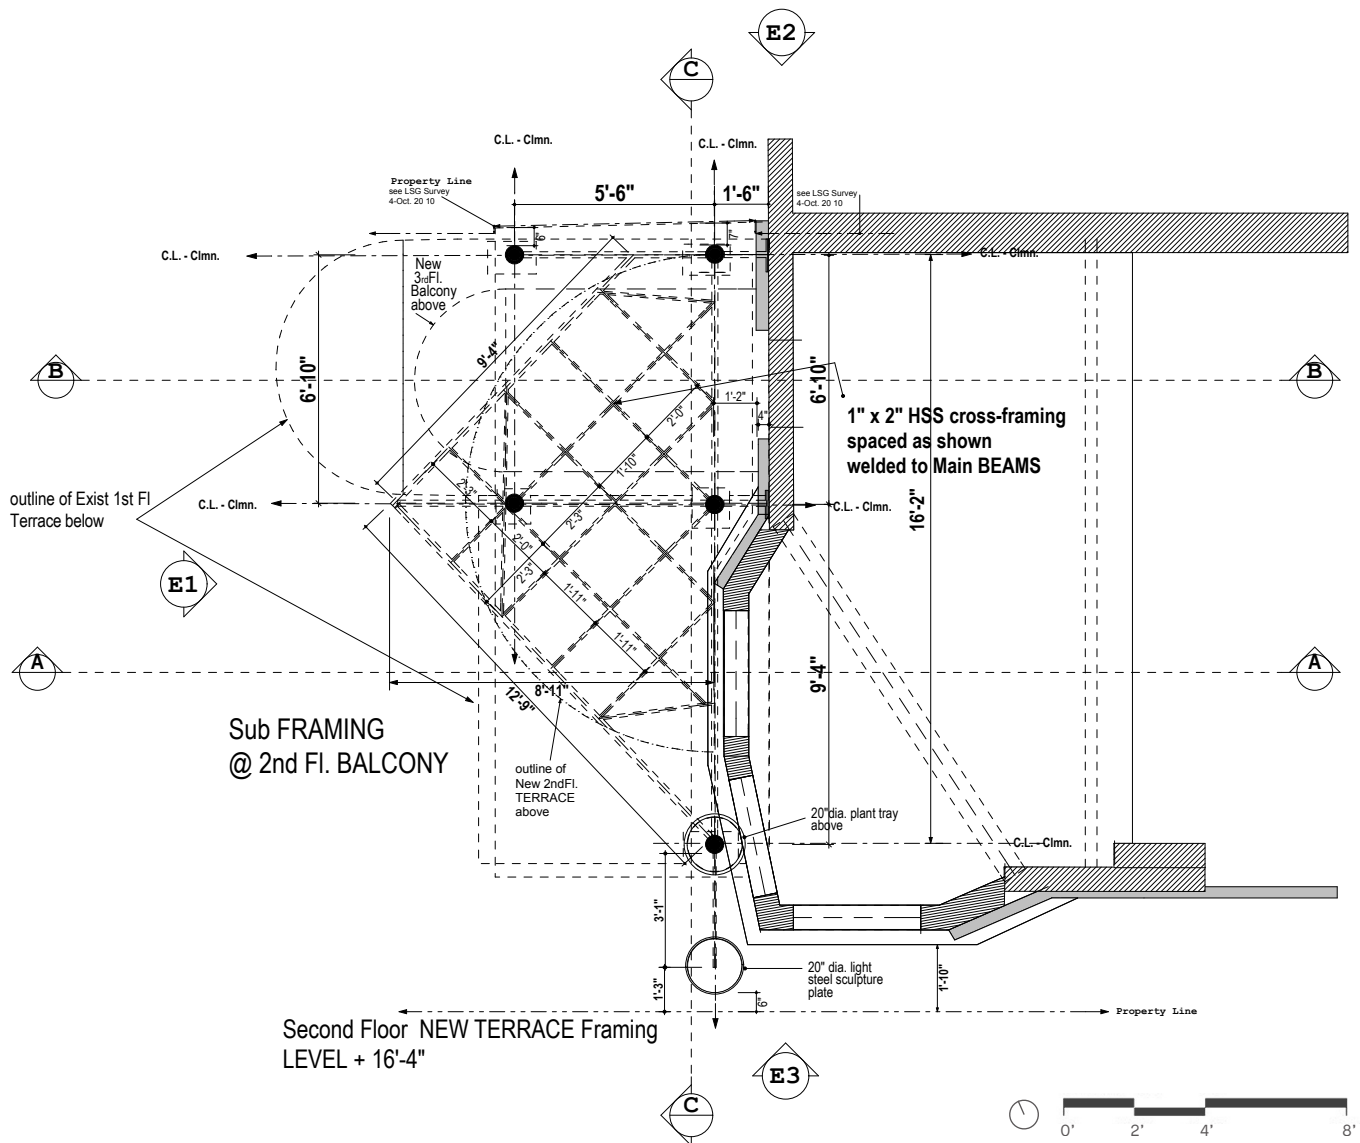 E2
C
C.L. - Clmn.
C.L. - Clmn.
Property Line
see LSG Survey
4-Oct. 20 10
5'-6"
1'-6"
see LSG Survey
4-Oct. 20 10
6"
7"
C.L. - Clmn.
C.L. - Clmn.
New
3rdFl.
Balcony
above
9'-4"
6'-10"
6'-10"
B
B
1'-2"
4"
2'-0"
1" x 2" HSS cross-framing
spaced as shown
welded to Main BEAMS
1'-10"
2'-3"
2'-3"
2'-0"
2'-3"
1'-11"
1'-11"
outline of Exist 1st Fl
Terrace below
C.L. - Clmn.
C.L. - Clmn.
16'-2"
E1
A
A
9'-4"
8'-11"
12'-9"
Sub FRAMING
@ 2nd Fl. BALCONY
outline of
New 2ndFl.
TERRACE
above
20"dia. plant tray
above
C.L. - Clmn.
3'-1"
20" dia. light
steel sculpture
plate
1'-3"
6"
1'-10"
Property Line
Second Floor NEW TERRACE Framing
LEVEL + 16'-4"
E3
C
0' 2' 4' 8'